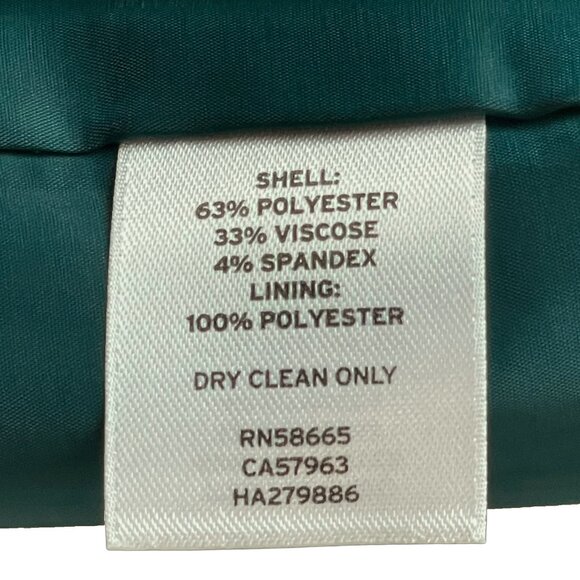 SHELL:
63% POLYESTER
33% VISCOSE
4% SPANDEX
LINING:
100% POLYESTER
DRY CLEAN ONLY
RN58665
CA57963
HA279886